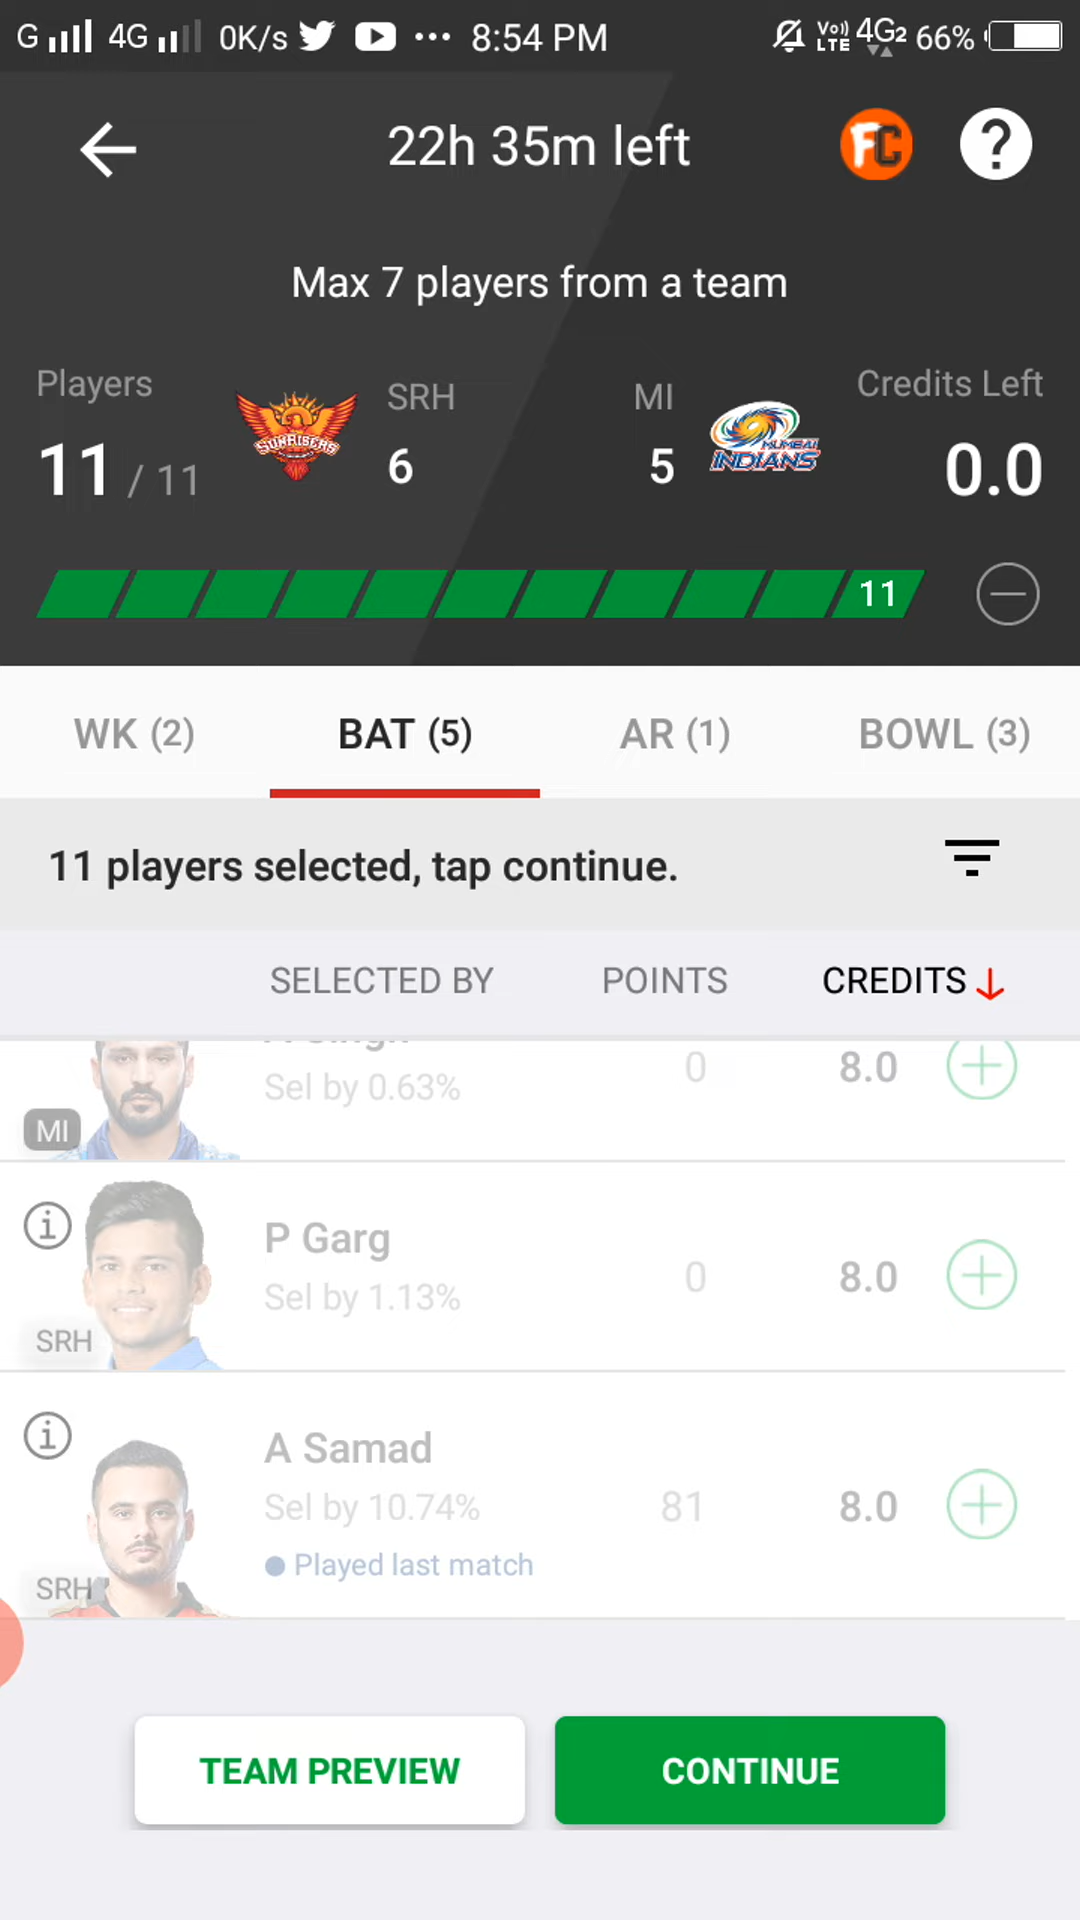 G 4G 0K/s ••• 8:54 PM Vo)) LTE 4G2 66%
22h 35m left FC ?
Max 7 players from a team
Players SRH MI Credits Left
SUNRISERS MUMBAI INDIANS
11 / 11 6 5 0.0
11
WK (2) BAT (5) AR (1) BOWL (3)
11 players selected, tap continue.
SELECTED BY POINTS CREDITS
Singh
Sel by 0.63% 0 8.0
MI
P Garg
Sel by 1.13% 0 8.0
SRH
A Samad
Sel by 10.74% 81 8.0
Played last match
SRH
TEAM PREVIEW CONTINUE